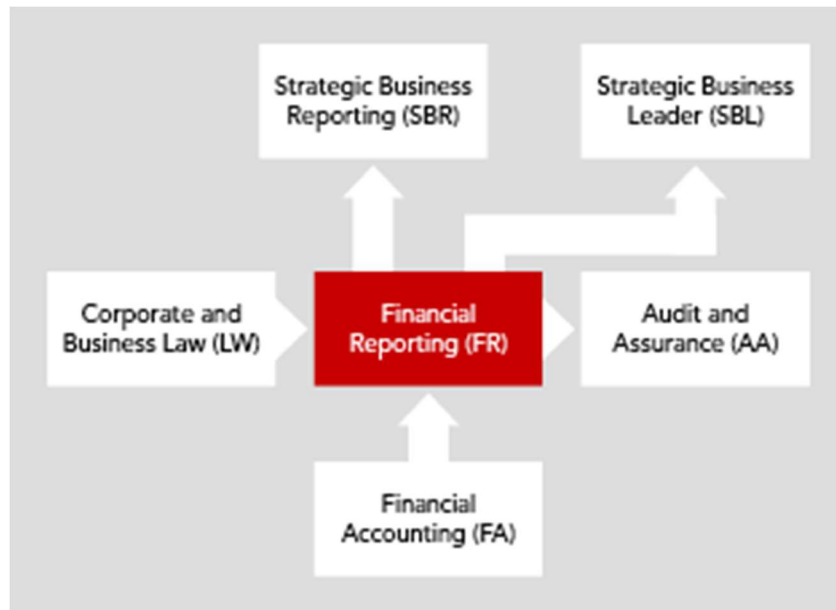 Strategic Business
Reporting (SBR)
Strategic Business
Leader (SBL)
Corporate and
Business Law (LW)
Financial
Reporting (FR)
Audit and
Assurance (AA)
Financial
Accounting (FA)